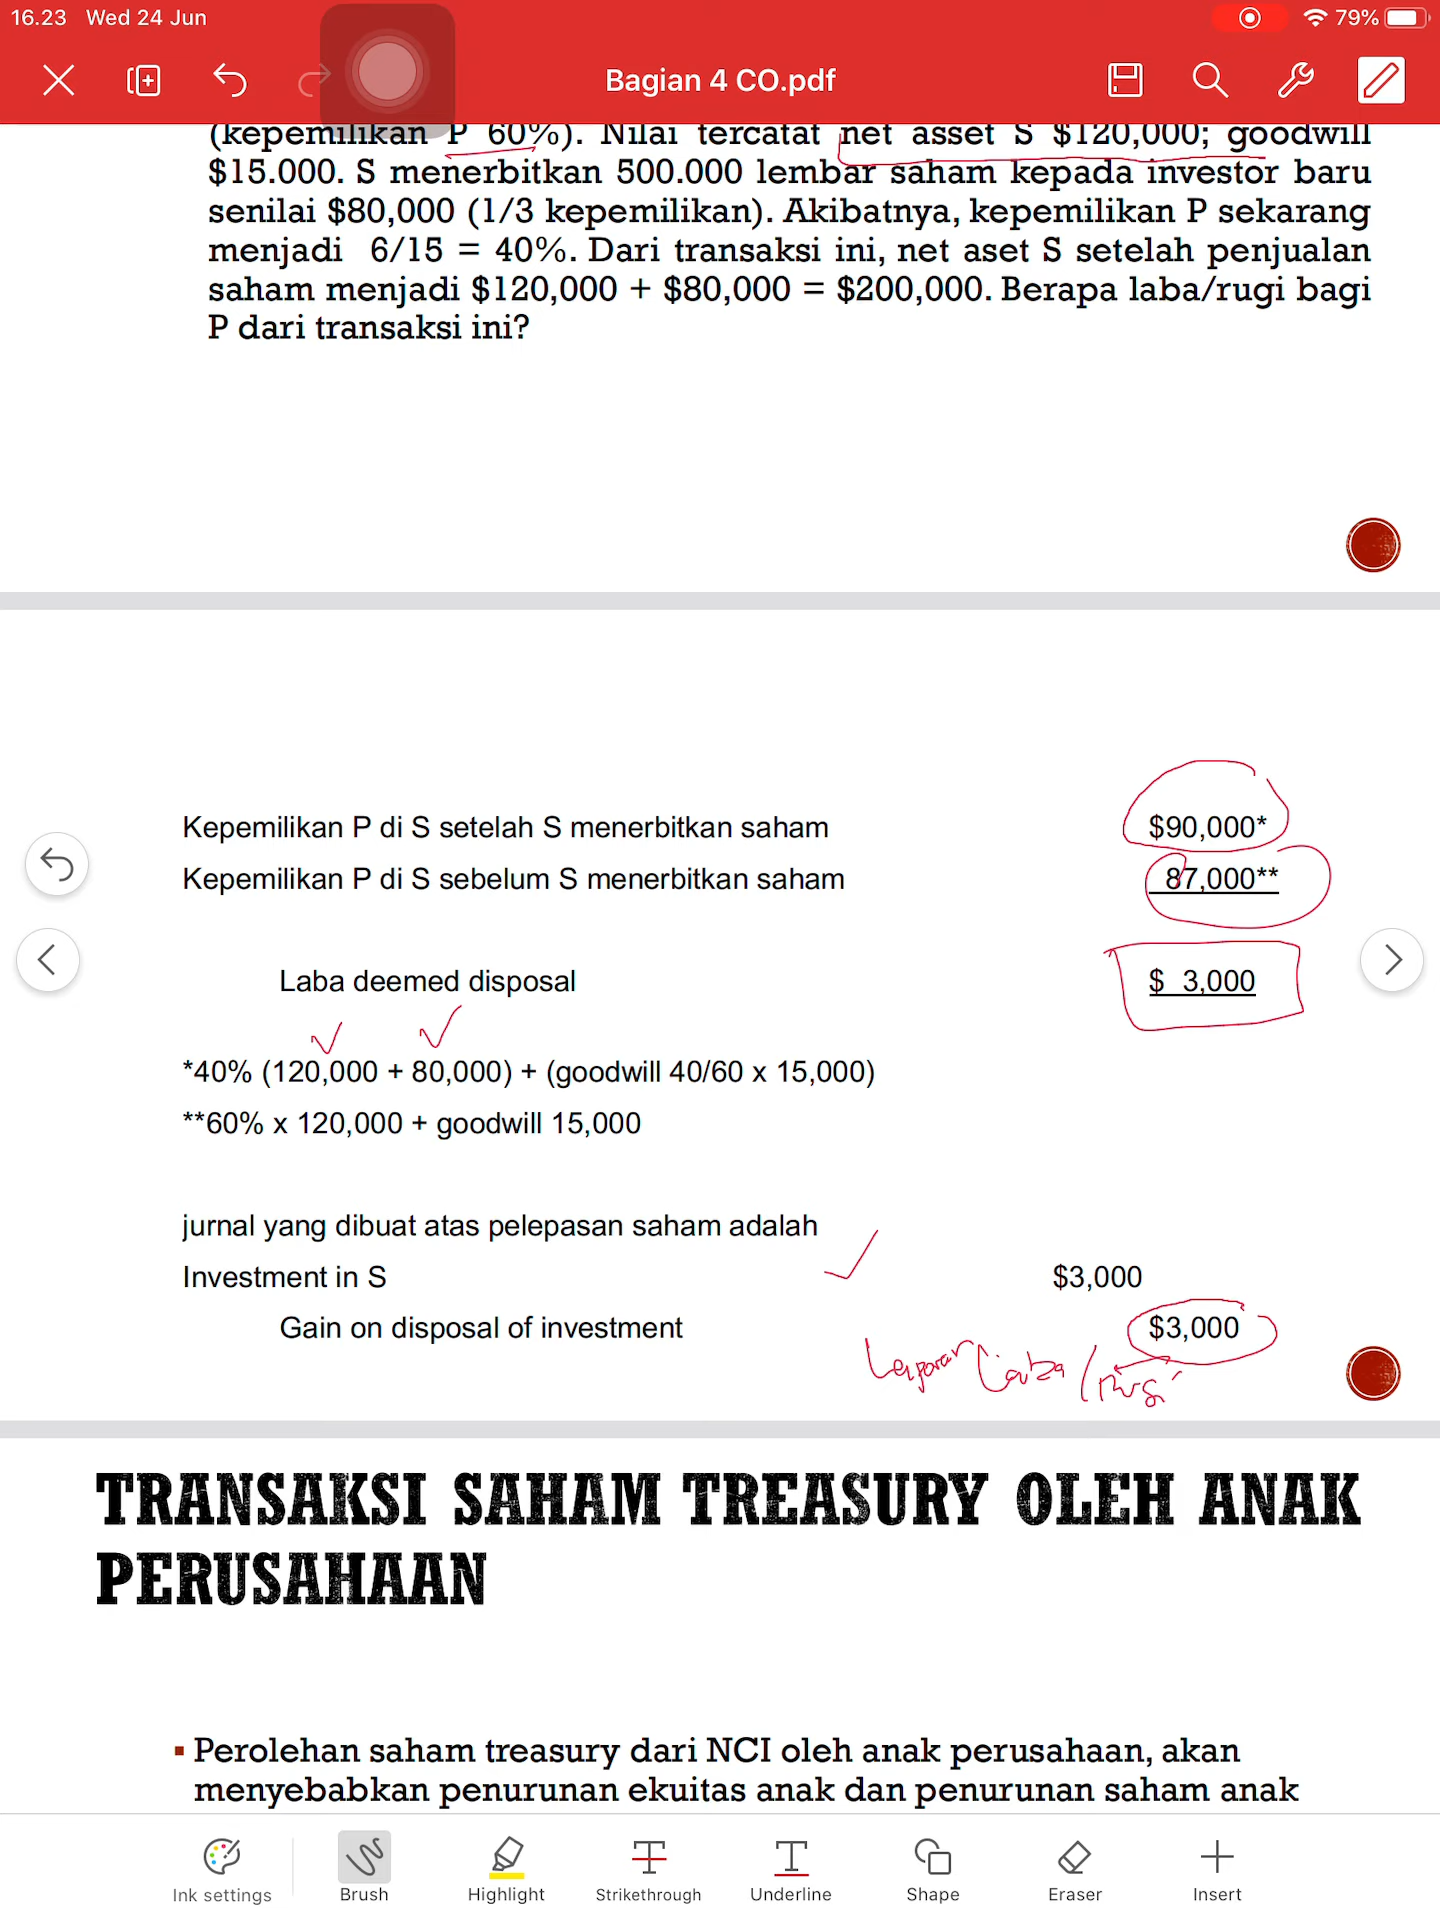 16.23 Wed 24 Jun
79%
Bagian 4 CO.pdf
(kepemilikan P 60%). Nilai tercatat net asset S $120,000; goodwill
$15.000. S menerbitkan 500.000 lembar saham kepada investor baru
senilai $80,000 (1/3 kepemilikan). Akibatnya, kepemilikan P sekarang
menjadi 6/15 = 40%. Dari transaksi ini, net aset S setelah penjualan
saham menjadi $120,000 + $80,000 = $200,000. Berapa laba/rugi bagi
P dari transaksi ini?
Kepemilikan P di S setelah S menerbitkan saham $90,000*
Kepemilikan P di S sebelum S menerbitkan saham 87,000**
Laba deemed disposal $ 3,000
*40% (120,000 + 80,000) + (goodwill 40/60 x 15,000)
**60% x 120,000 + goodwill 15,000
jurnal yang dibuat atas pelepasan saham adalah
Investment in S $3,000
Gain on disposal of investment $3,000
Laporan Laba / Rugi
TRANSAKSI SAHAM TREASURY OLEH ANAK
PERUSAHAAN
▪ Perolehan saham treasury dari NCI oleh anak perusahaan, akan
menyebabkan penurunan ekuitas anak dan penurunan saham anak
Ink settings Brush Highlight Strikethrough Underline Shape Eraser Insert